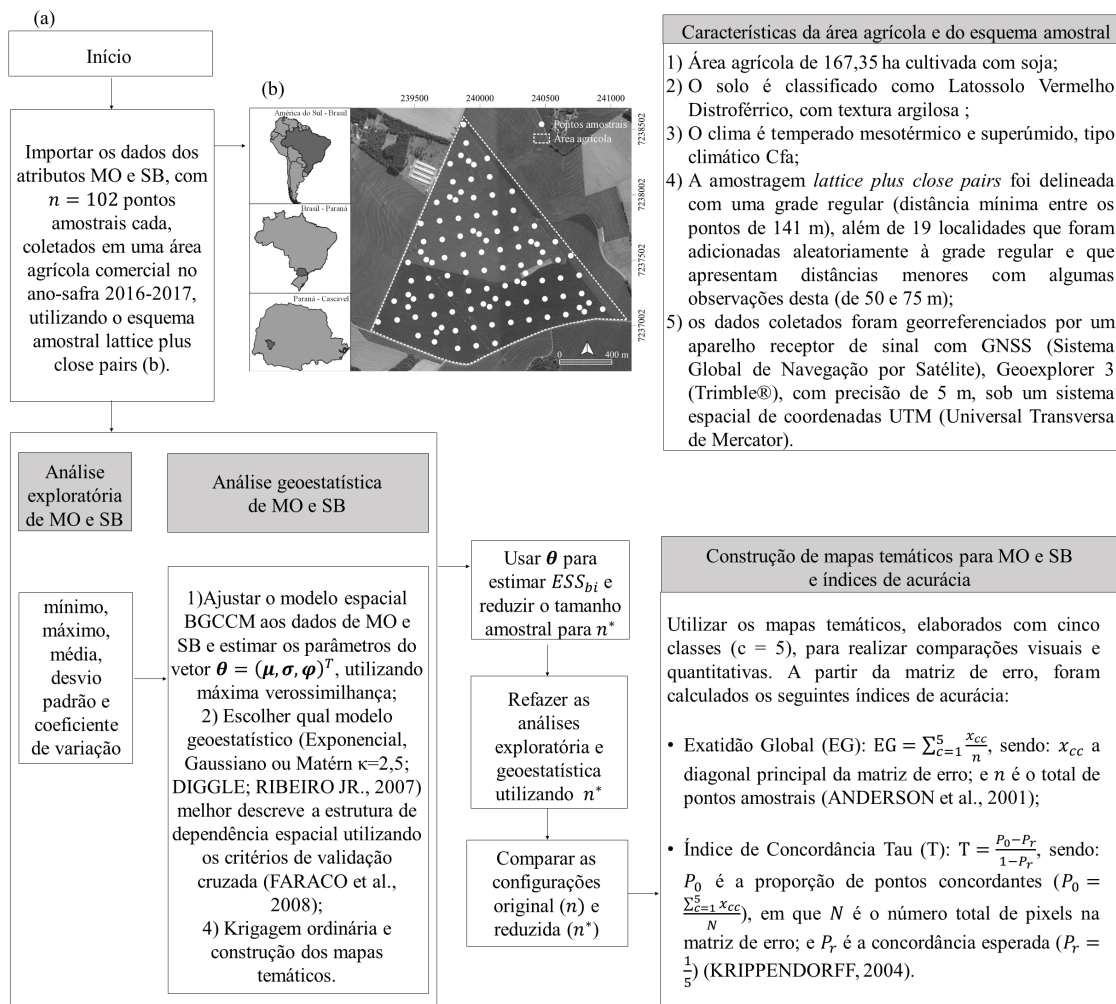 (a)
Início
Importar os dados dos
atributos MO e SB, com
n = 102 pontos
amostrais cada,
coletados em uma área
agrícola comercial no
ano-safra 2016-2017,
utilizando o esquema
amostral lattice plus
close pairs (b).
(b)
239500 240000 240500 241000
América do Sul - Brasil
Brasil - Paraná
Paraná - Cascavel
Pontos amostrais
Área agrícola
7238502
7238002
7237502
7237002
0 400 m
Características da área agrícola e do esquema amostral
1) Área agrícola de 167,35 ha cultivada com soja;
2) O solo é classificado como Latossolo Vermelho
Distroférrico, com textura argilosa ;
3) O clima é temperado mesotérmico e superúmido, tipo
climático Cfa;
4) A amostragem lattice plus close pairs foi delineada
com uma grade regular (distância mínima entre os
pontos de 141 m), além de 19 localidades que foram
adicionadas aleatoriamente à grade regular e que
apresentam distâncias menores com algumas
observações desta (de 50 e 75 m);
5) os dados coletados foram georreferenciados por um
aparelho receptor de sinal com GNSS (Sistema
Global de Navegação por Satélite), Geoexplorer 3
(Trimble®), com precisão de 5 m, sob um sistema
espacial de coordenadas UTM (Universal Transversa
de Mercator).
Análise
exploratória
de MO e SB
mínimo,
máximo,
média,
desvio
padrão e
coeficiente
de variação
Análise geoestatística
de MO e SB
1)Ajustar o modelo espacial
BGCCM aos dados de MO e
SB e estimar os parâmetros do
vetor θ = (μ, σ, φ)ᵀ, utilizando
máxima verossimilhança;
2) Escolher qual modelo
geoestatístico (Exponencial,
Gaussiano ou Matérn κ=2,5;
DIGGLE; RIBEIRO JR., 2007)
melhor descreve a estrutura de
dependência espacial utilizando
os critérios de validação
cruzada (FARACO et al.,
2008);
4) Krigagem ordinária e
construção dos mapas
temáticos.
Usar θ para
estimar ESS_bi e
reduzir o tamanho
amostral para n*
Refazer as
análises
exploratória e
geoestatística
utilizando n*
Comparar as
configurações
original (n) e
reduzida (n*)
Construção de mapas temáticos para MO e SB
e índices de acurácia
Utilizar os mapas temáticos, elaborados com cinco
classes (c = 5), para realizar comparações visuais e
quantitativas. A partir da matriz de erro, foram
calculados os seguintes índices de acurácia:
• Exatidão Global (EG): EG = ∑_{c=1}^{5} x_cc/n, sendo: x_cc a
diagonal principal da matriz de erro; e n é o total de
pontos amostrais (ANDERSON et al., 2001);
• Índice de Concordância Tau (T): T = (P_0−P_r)/(1−P_r), sendo:
P_0 é a proporção de pontos concordantes (P_0 =
∑_{c=1}^{5} x_cc/N), em que N é o número total de pixels na
matriz de erro; e P_r é a concordância esperada (P_r =
1/5) (KRIPPENDORFF, 2004).